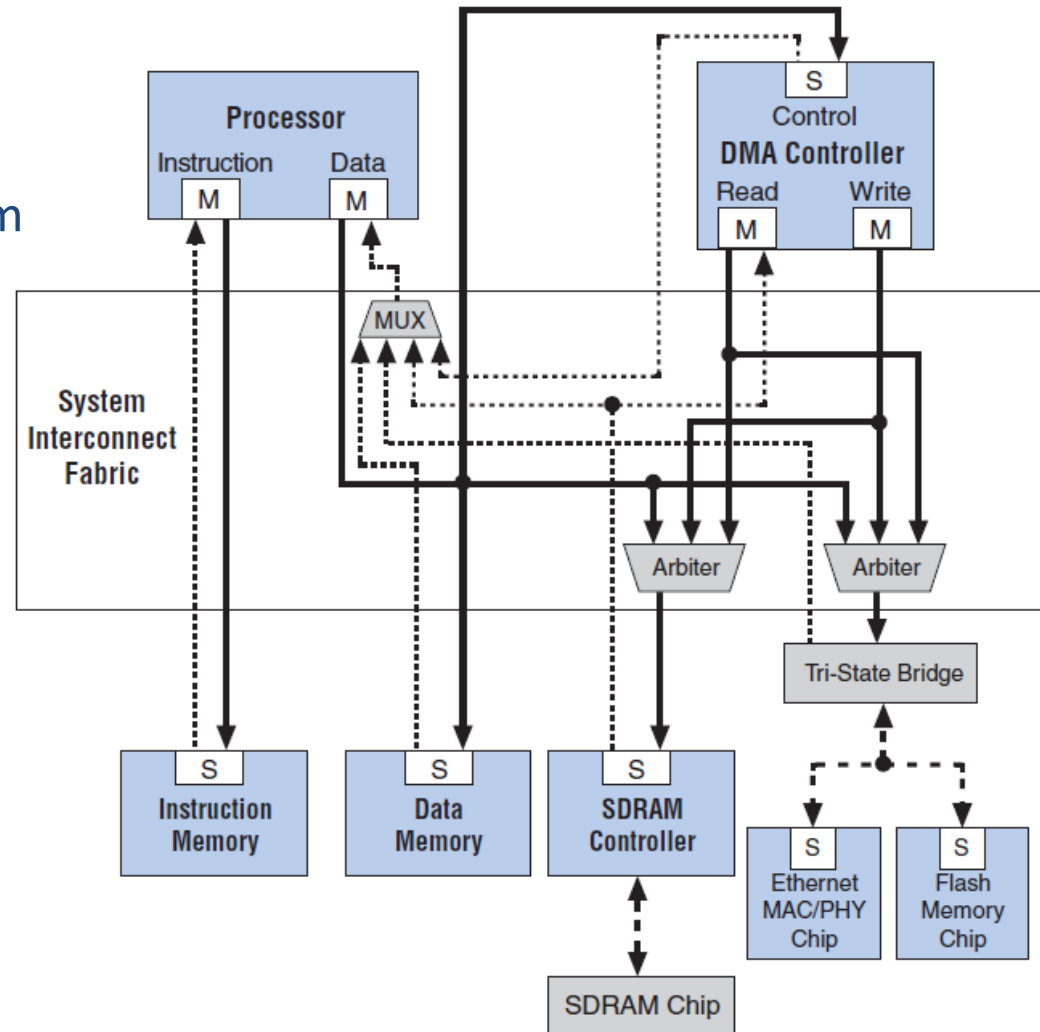 S
Control
DMA Controller
Read Write
M M
Processor
Instruction Data
M M
m
MUX
System
Interconnect
Fabric
Arbiter Arbiter
Tri-State Bridge
S
Instruction
Memory
S
Data
Memory
S
SDRAM
Controller
S
Ethernet
MAC/PHY
Chip
S
Flash
Memory
Chip
SDRAM Chip